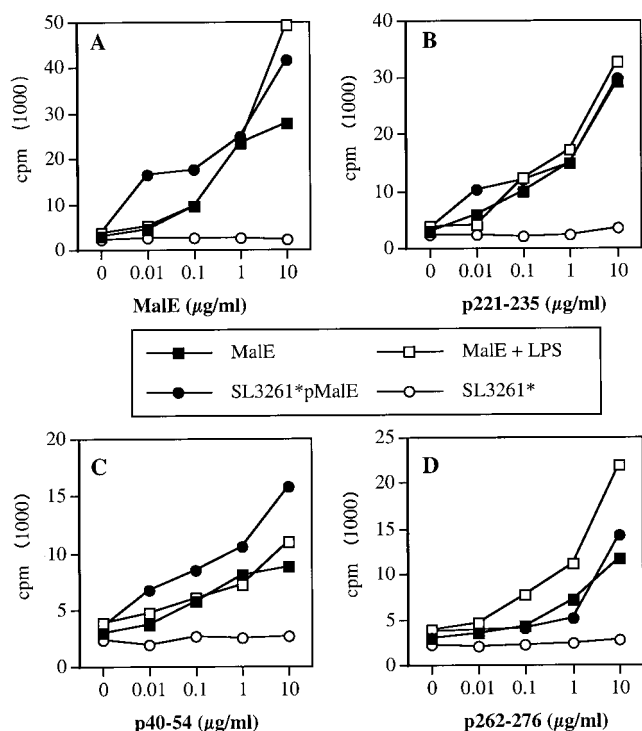 A
50
40
30
20
10
0
cpm (1000)
0 0.01 0.1 1 10
MalE (µg/ml)
B
40
30
20
10
0
cpm (1000)
0 0.01 0.1 1 10
p221-235 (µg/ml)
MalE
MalE + LPS
SL3261*pMalE
SL3261*
C
20
15
10
5
0
cpm (1000)
0 0.01 0.1 1 10
p40-54 (µg/ml)
D
25
20
15
10
5
0
cpm (1000)
0 0.01 0.1 1 10
p262-276 (µg/ml)